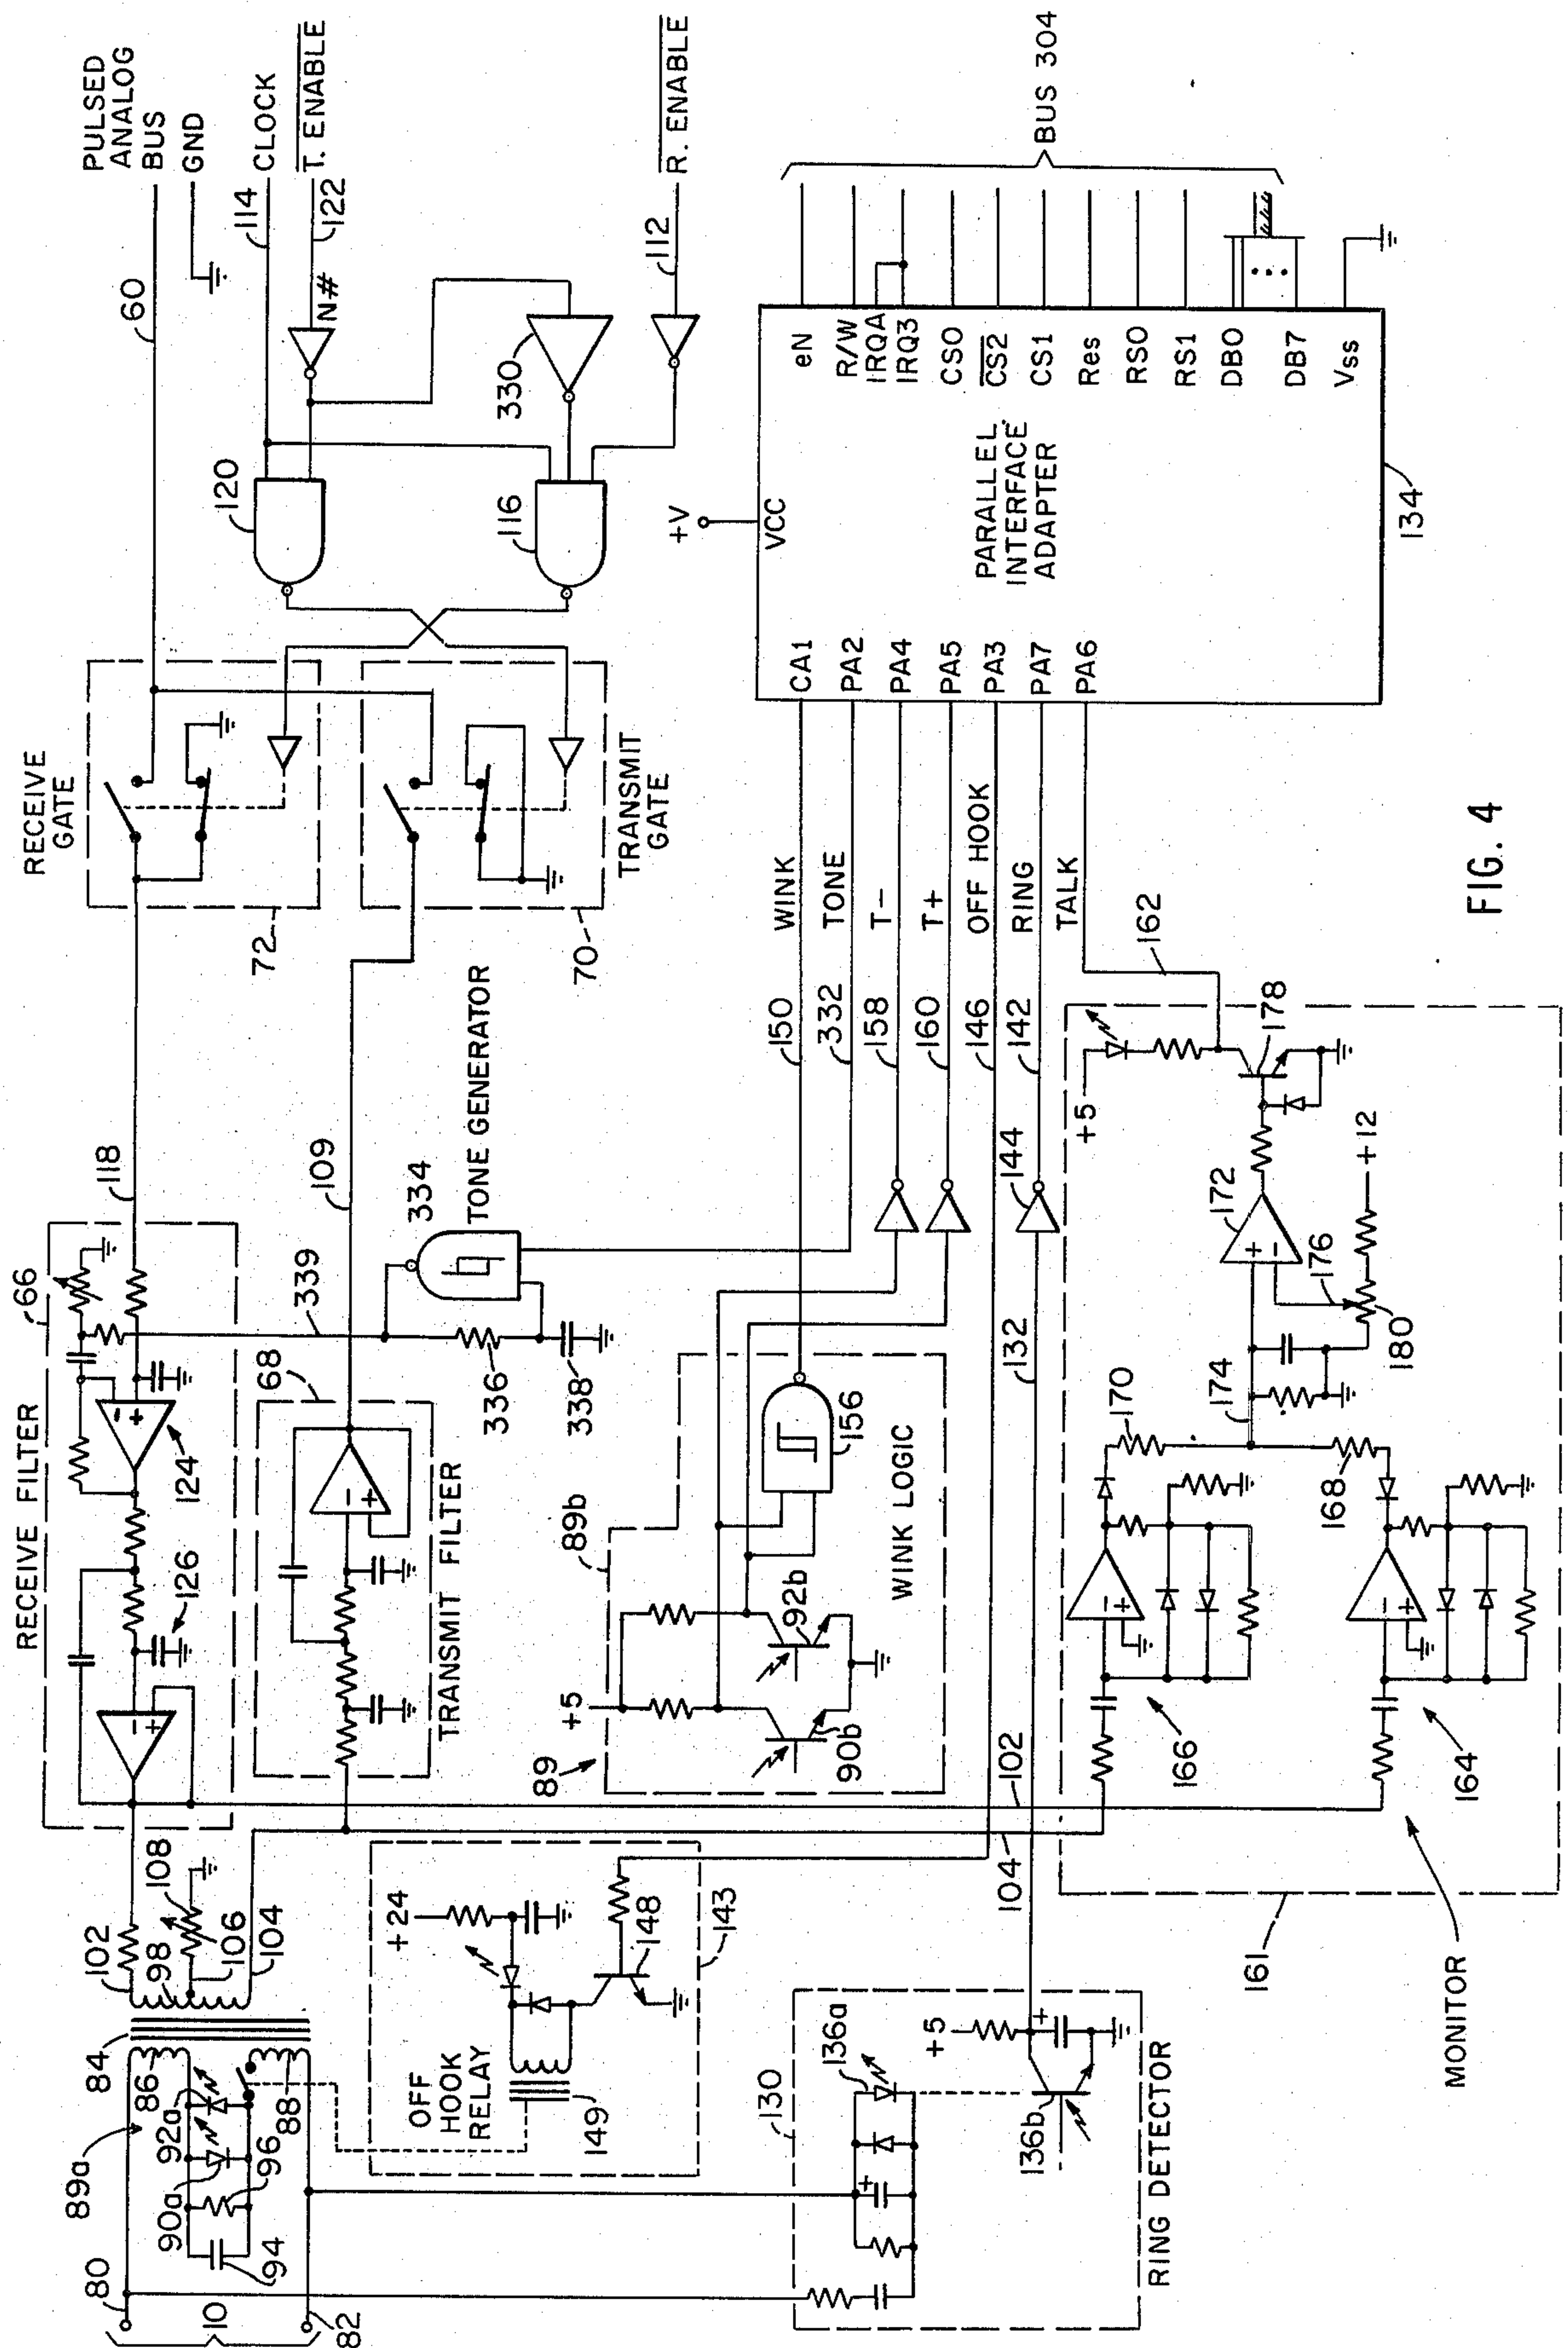 PULSED
ANALOG
BUS
GND
CLOCK
T. ENABLE
R. ENABLE
60
114
122
N#
112
330
120
116
RECEIVE
GATE
72
TRANSMIT
GATE
70
118
109
RECEIVE FILTER
66
124
126
TRANSMIT FILTER
68
339
334
TONE GENERATOR
336
338
84
86
88
89a
90a
92a
94
96
98
80
82
10
102
104
106
108
OFF
HOOK
RELAY
+24
148
149
143
89
89b
90b
92b
+5
156
WINK LOGIC
WINK
TONE
T-
T+
OFF HOOK
RING
TALK
150
332
158
160
146
142
162
144
132
102
104
+V
VCC
CA1
PA2
PA4
PA5
PA3
PA7
PA6
PARALLEL
INTERFACE
ADAPTER
eN
R/W
IRQA
IRQ3
CS0
CS2
CS1
Res
RS0
RS1
DB0
DB7
Vss
BUS 304
134
RING DETECTOR
130
136a
136b
+5
MONITOR
161
164
166
168
170
172
174
176
178
180
+5
+12
FIG. 4